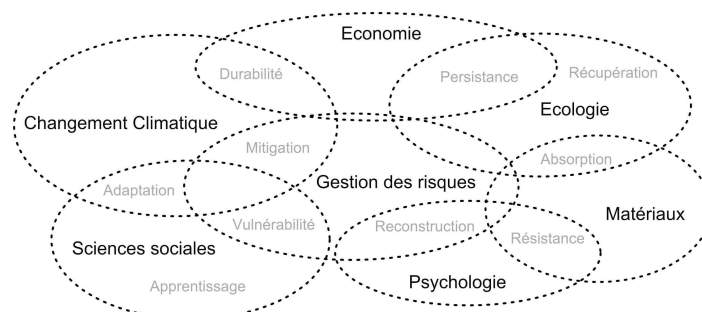 Economie
Durabilité
Persistance
Récupération
Changement Climatique
Ecologie
Mitigation
Absorption
Adaptation
Gestion des risques
Matériaux
Vulnérabilité
Reconstruction
Résistance
Sciences sociales
Apprentissage
Psychologie